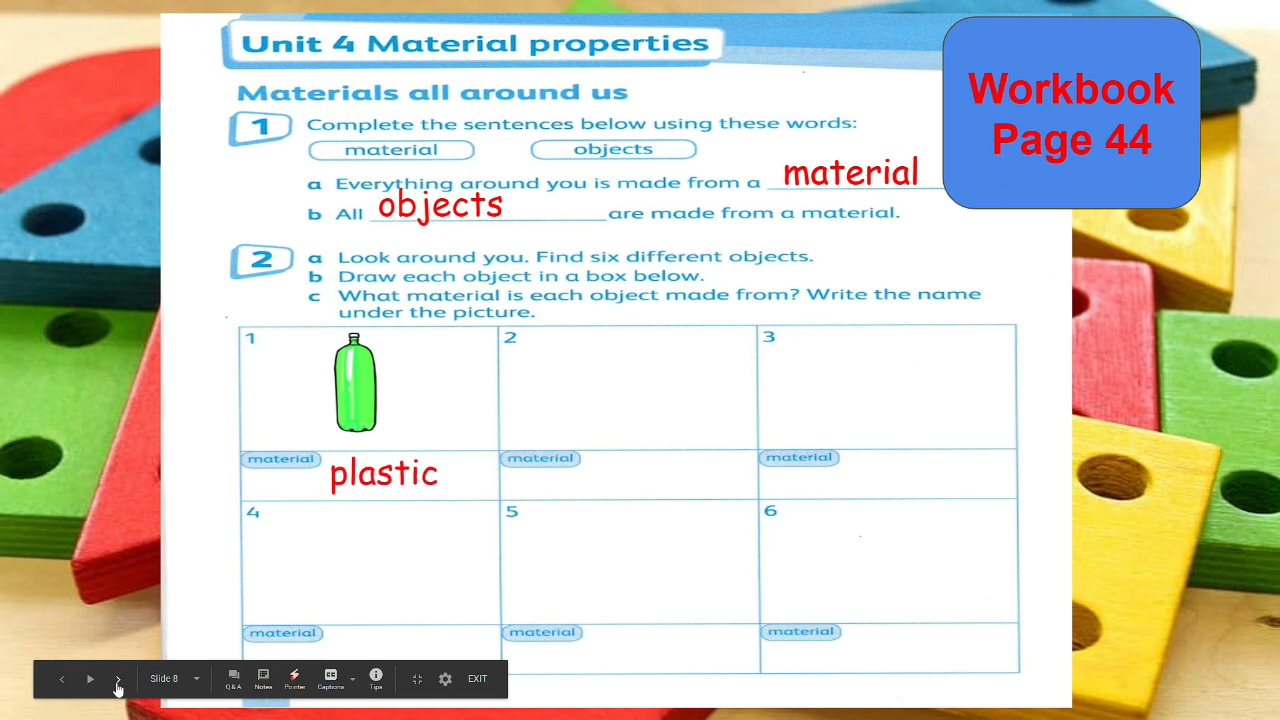 Unit 4 Material properties
Workbook
Page 44
Materials all around us
1 Complete the sentences below using these words:
material objects
a Everything around you is made from a material
b All objects are made from a material.
2 a Look around you. Find six different objects.
b Draw each object in a box below.
c What material is each object made from? Write the name
under the picture.
1 2 3
material plastic material material
4 5 6
material material material
Slide 8 Q&A Notes Pointer CC Captions Tips EXIT